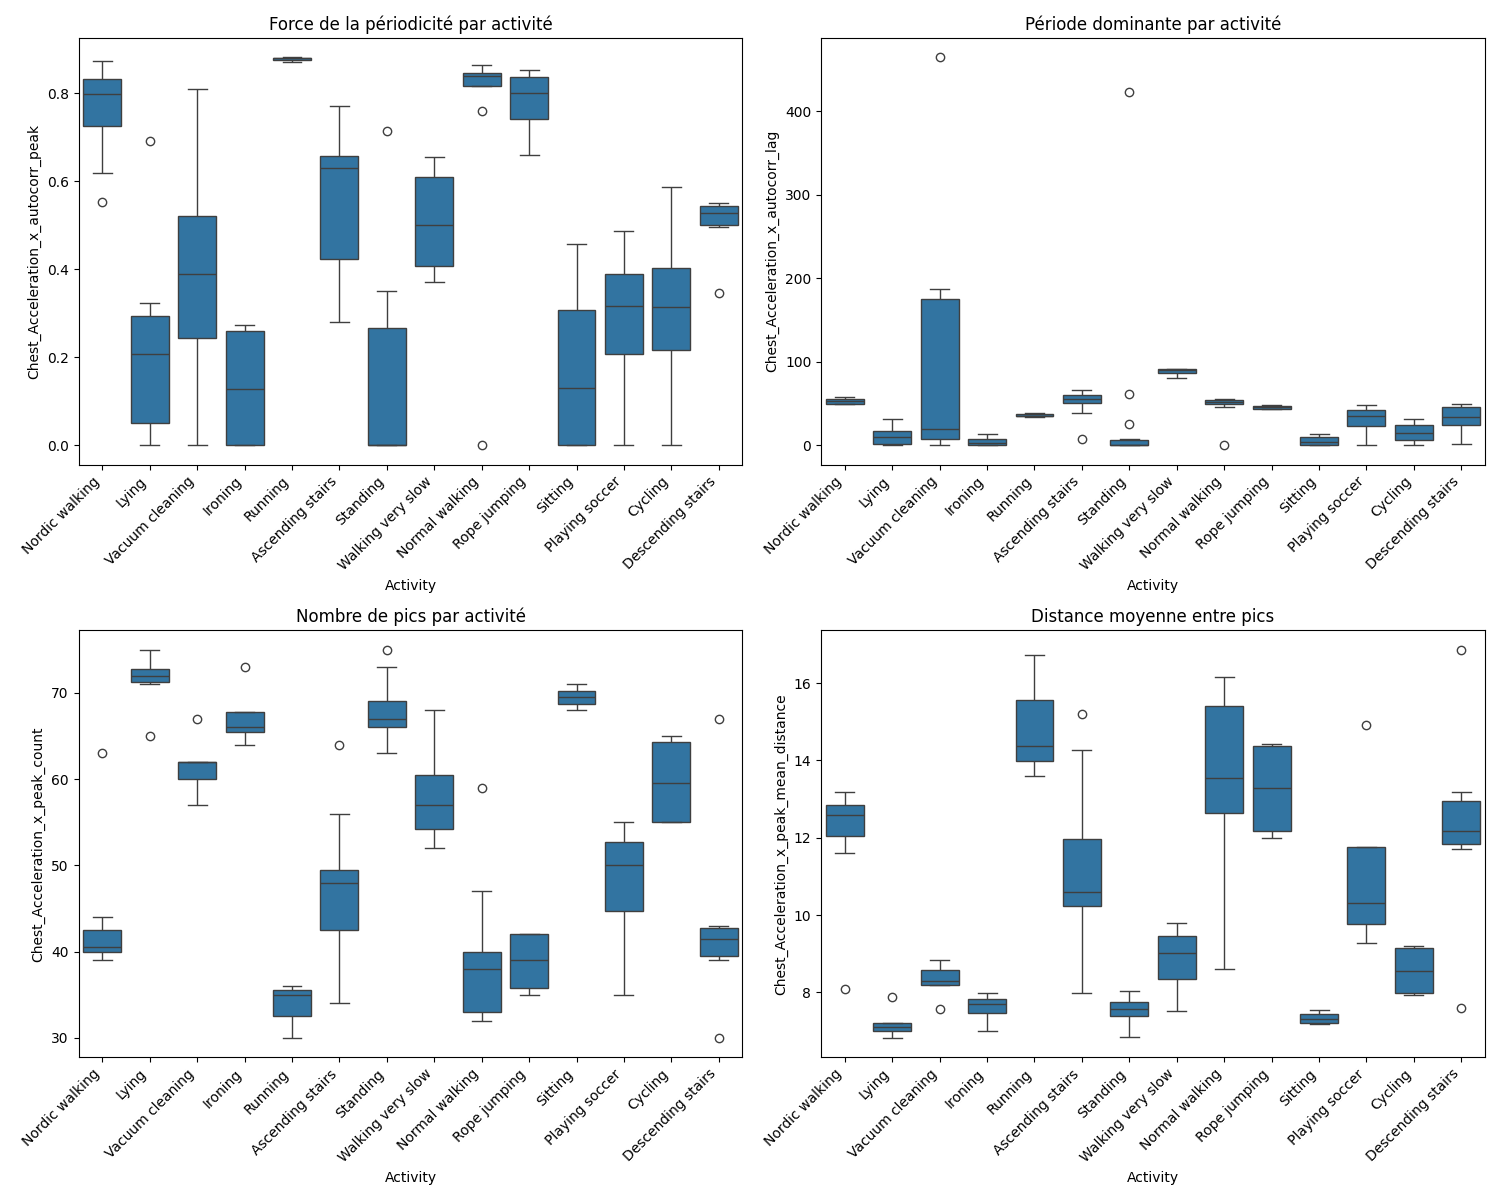 Force de la périodicité par activité
Chest_Acceleration_x_autocorr_peak
0.8
0.6
0.4
0.2
0.0
Nordic walking
Lying
Vacuum cleaning
Ironing
Running
Ascending stairs
Standing
Walking very slow
Normal walking
Rope jumping
Sitting
Playing soccer
Cycling
Descending stairs
Activity
Période dominante par activité
Chest_Acceleration_x_autocorr_lag
400
300
200
100
0
Nordic walking
Lying
Vacuum cleaning
Ironing
Running
Ascending stairs
Standing
Walking very slow
Normal walking
Rope jumping
Sitting
Playing soccer
Cycling
Descending stairs
Activity
Nombre de pics par activité
Chest_Acceleration_x_peak_count
70
60
50
40
30
Nordic walking
Lying
Vacuum cleaning
Ironing
Running
Ascending stairs
Standing
Walking very slow
Normal walking
Rope jumping
Sitting
Playing soccer
Cycling
Descending stairs
Activity
Distance moyenne entre pics
Chest_Acceleration_x_peak_mean_distance
16
14
12
10
8
Nordic walking
Lying
Vacuum cleaning
Ironing
Running
Ascending stairs
Standing
Walking very slow
Normal walking
Rope jumping
Sitting
Playing soccer
Cycling
Descending stairs
Activity